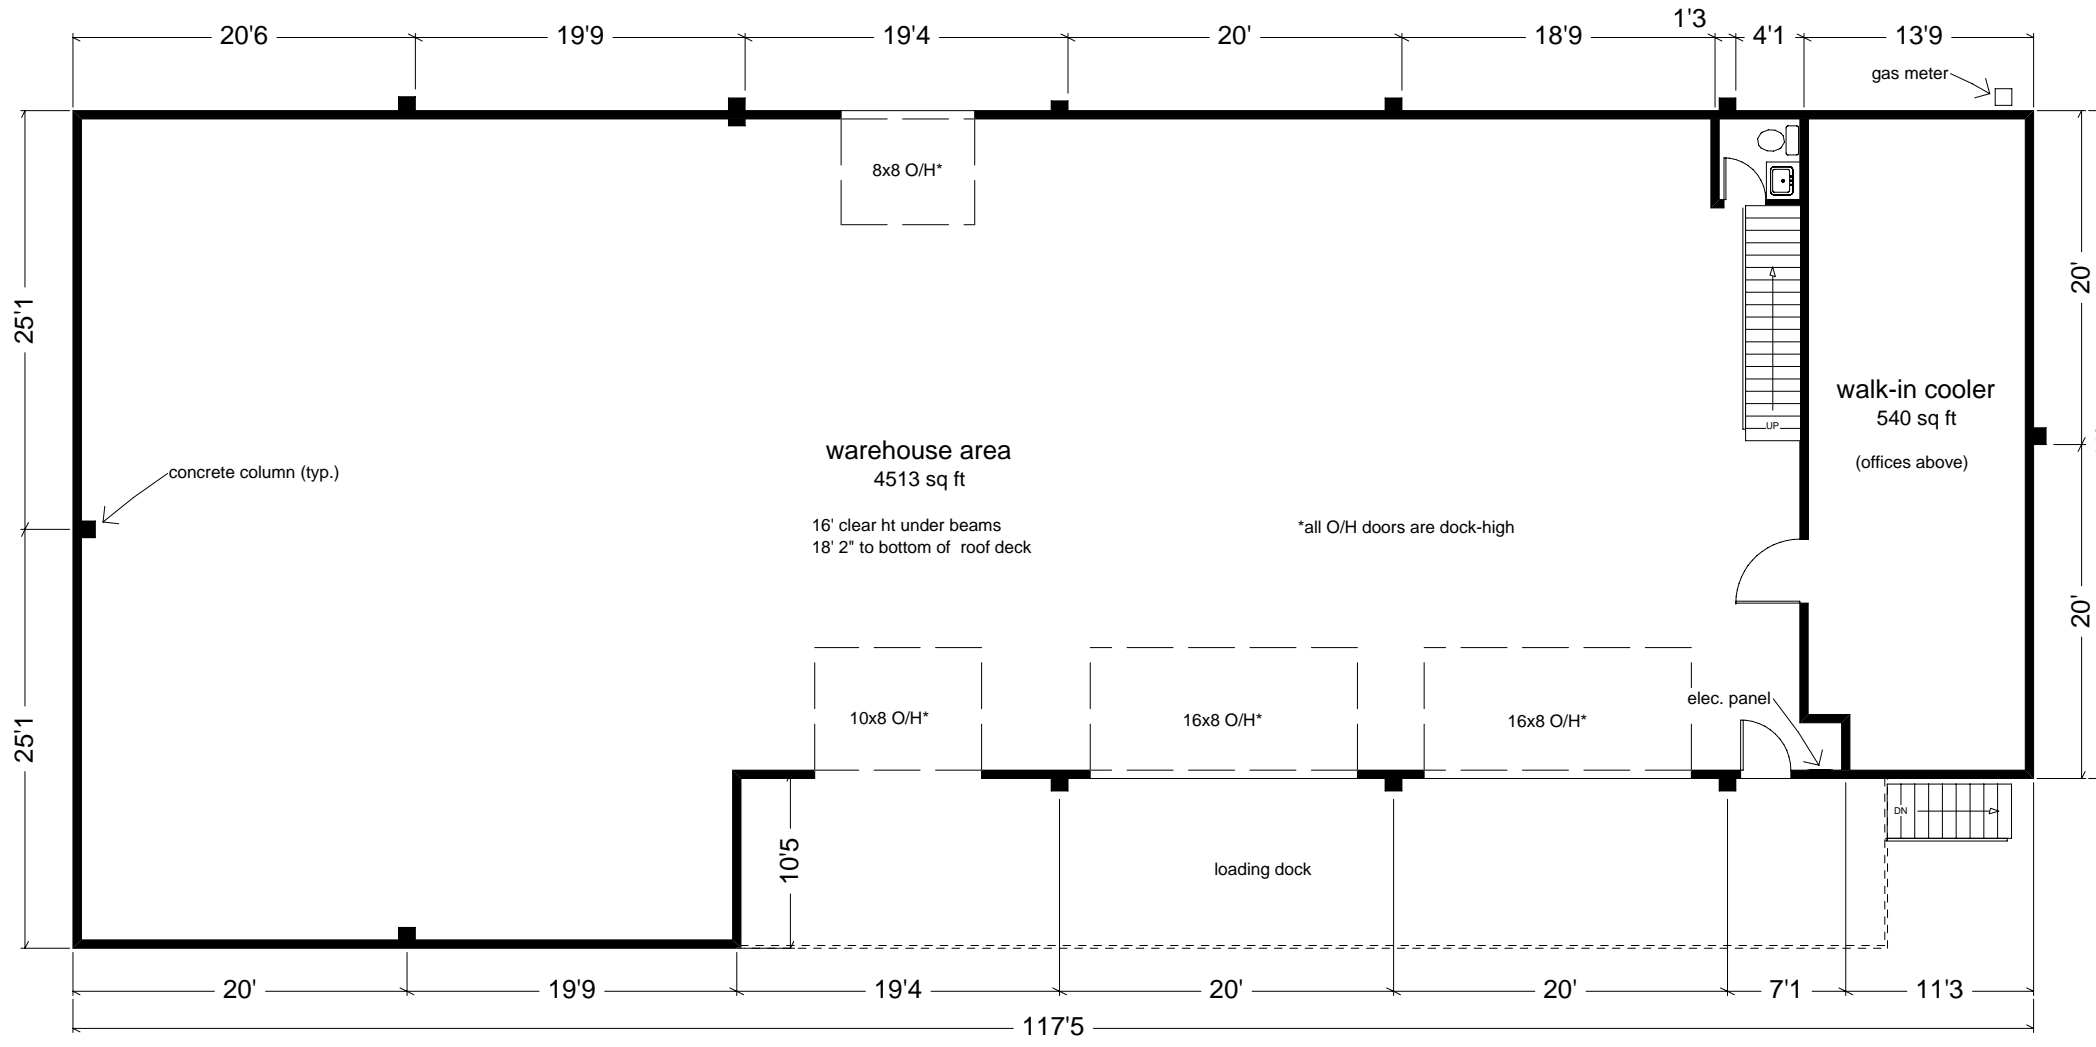 1'3
20'6
19'9
19'4
20'
18'9
4'1
13'9
gas meter
8x8 O/H*
25'1
20'
UP
walk-in cooler
540 sq ft
(offices above)
warehouse area
4513 sq ft
concrete column (typ.)
16' clear ht under beams
18' 2" to bottom of roof deck
*all O/H doors are dock-high
20'
25'1
elec. panel
10x8 O/H*
16x8 O/H*
16x8 O/H*
10'5
DN
loading dock
20'
19'9
19'4
20'
20'
7'1
11'3
117'5